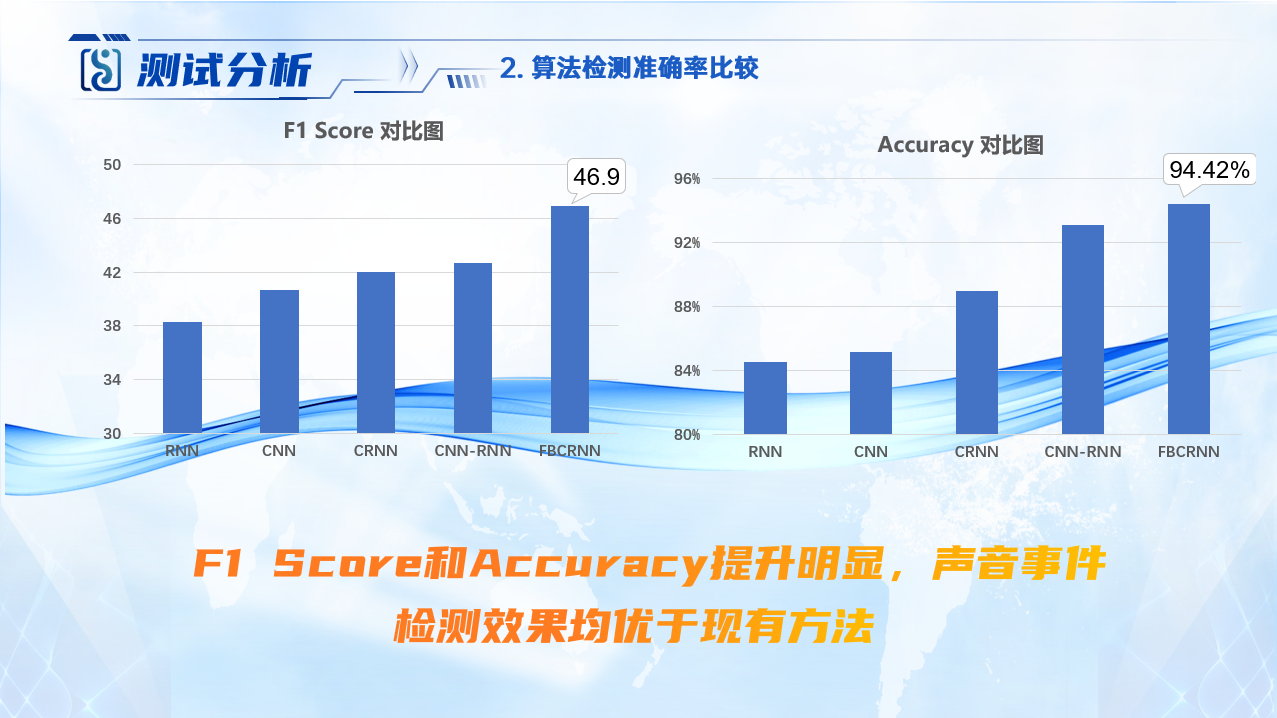 测试分析
2. 算法检测准确率比较
F1 Score 对比图
50
46
42
38
34
30
46.9
RNN CNN CRNN CNN-RNN FBCRNN
Accuracy 对比图
96%
92%
88%
84%
80%
94.42%
RNN CNN CRNN CNN-RNN FBCRNN
F1 Score和Accuracy提升明显，声音事件
检测效果均优于现有方法